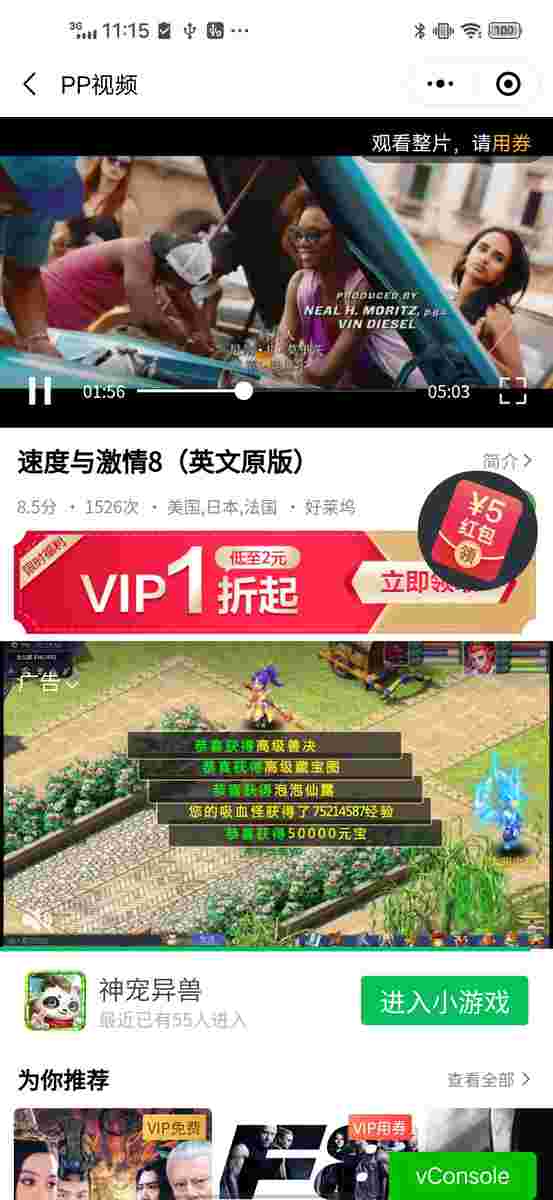 3G 11:15 100
PP视频
观看整片，请用券
PRODUCED BY
NEAL H. MORITZ, p.g.a.
VIN DIESEL
01:56 05:03
速度与激情8（英文原版）
简介
8.5分 · 1526次 · 美国,日本,法国 · 好莱坞
¥5
红包
领
限时福利
低至2元
VIP1折起
立即领
广告
恭喜获得高级兽决
恭喜获得高级藏宝图
恭喜获得泡泡仙露
您的吸血怪获得了75214587经验
恭喜获得50000元宝
神宠异兽
最近已有55人进入
进入小游戏
为你推荐
查看全部
VIP免费
VIP用券
F8
vConsole